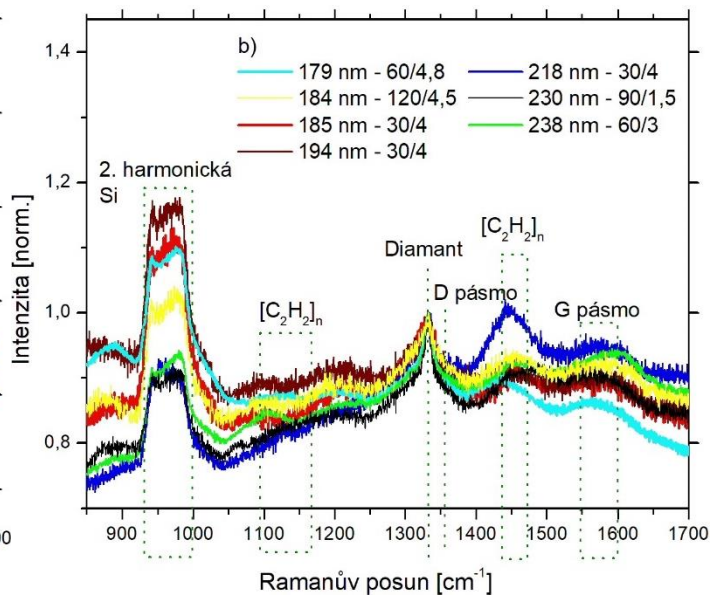 b)
179 nm - 60/4,8
184 nm - 120/4,5
185 nm - 30/4
194 nm - 30/4
218 nm - 30/4
230 nm - 90/1,5
238 nm - 60/3
2. harmonická
Si
[C₂H₂]ₙ
Diamant
D pásmo
[C₂H₂]ₙ
G pásmo
Intenzita [norm.]
1,4
1,2
1,0
0,8
00
900 1000 1100 1200 1300 1400 1500 1600 1700
Ramanův posun [cm⁻¹]